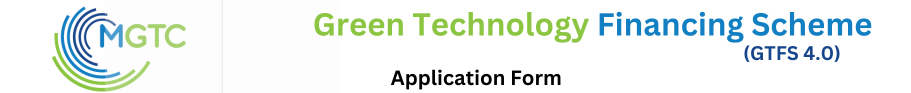 MGTC
Green Technology Financing Scheme
(GTFS 4.0)
Application Form